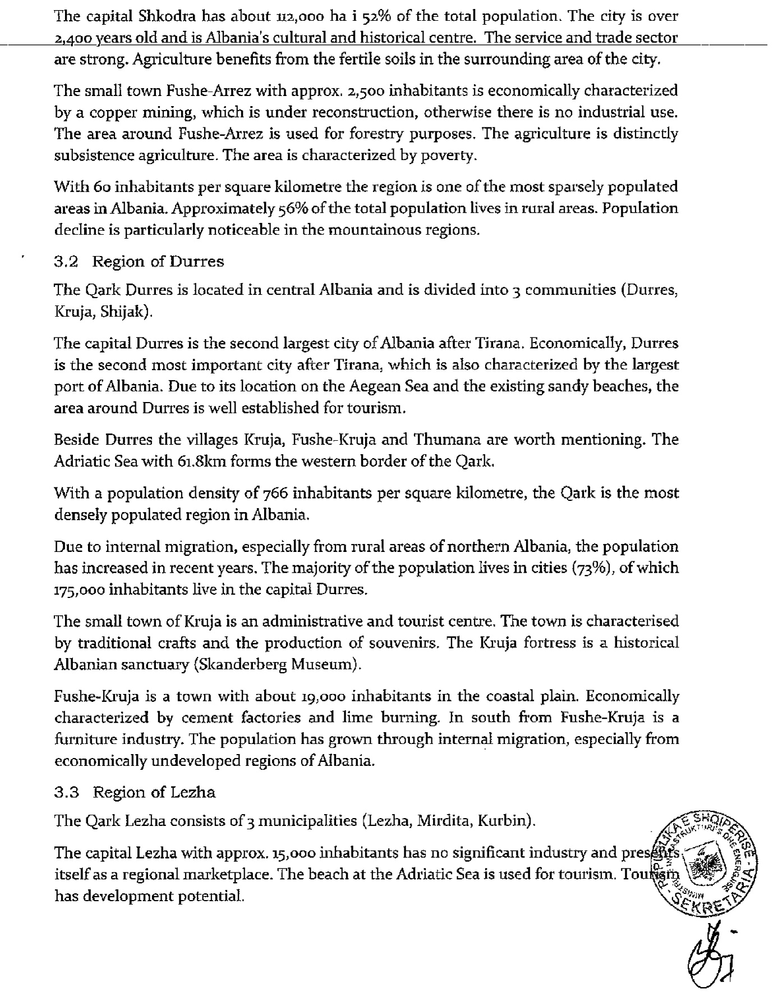 The capital Shkodra has about 112,000 ha i 52% of the total population. The city is over
2,400 years old and is Albania's cultural and historical centre. The service and trade sector
are strong. Agriculture benefits from the fertile soils in the surrounding area of the city.
The small town Fushe-Arrez with approx. 2,500 inhabitants is economically characterized
by a copper mining, which is under reconstruction, otherwise there is no industrial use.
The area around Fushe-Arrez is used for forestry purposes. The agriculture is distinctly
subsistence agriculture. The area is characterized by poverty.
With 60 inhabitants per square kilometre the region is one of the most sparsely populated
areas in Albania. Approximately 56% of the total population lives in rural areas. Population
decline is particularly noticeable in the mountainous regions.
3.2 Region of Durres
The Qark Durres is located in central Albania and is divided into 3 communities (Durres,
Kruja, Shijak).
The capital Durres is the second largest city of Albania after Tirana. Economically, Durres
is the second most important city after Tirana, which is also characterized by the largest
port of Albania. Due to its location on the Aegean Sea and the existing sandy beaches, the
area around Durres is well established for tourism.
Beside Durres the villages Kruja, Fushe-Kruja and Thumana are worth mentioning. The
Adriatic Sea with 61.8km forms the western border of the Qark.
With a population density of 766 inhabitants per square kilometre, the Qark is the most
densely populated region in Albania.
Due to internal migration, especially from rural areas of northern Albania, the population
has increased in recent years. The majority of the population lives in cities (73%), of which
175,000 inhabitants live in the capital Durres.
The small town of Kruja is an administrative and tourist centre. The town is characterised
by traditional crafts and the production of souvenirs. The Kruja fortress is a historical
Albanian sanctuary (Skanderberg Museum).
Fushe-Kruja is a town with about 19,000 inhabitants in the coastal plain. Economically
characterized by cement factories and lime burning. In south from Fushe-Kruja is a
furniture industry. The population has grown through internal migration, especially from
economically undeveloped regions of Albania.
3.3 Region of Lezha
The Qark Lezha consists of 3 municipalities (Lezha, Mirdita, Kurbin).
The capital Lezha with approx. 15,000 inhabitants has no significant industry and presents
itself as a regional marketplace. The beach at the Adriatic Sea is used for tourism. Tourism
has development potential.
REPUBLIKA E SHQIPERISE
DHE ENERGJISE
- SEKRETARIA -